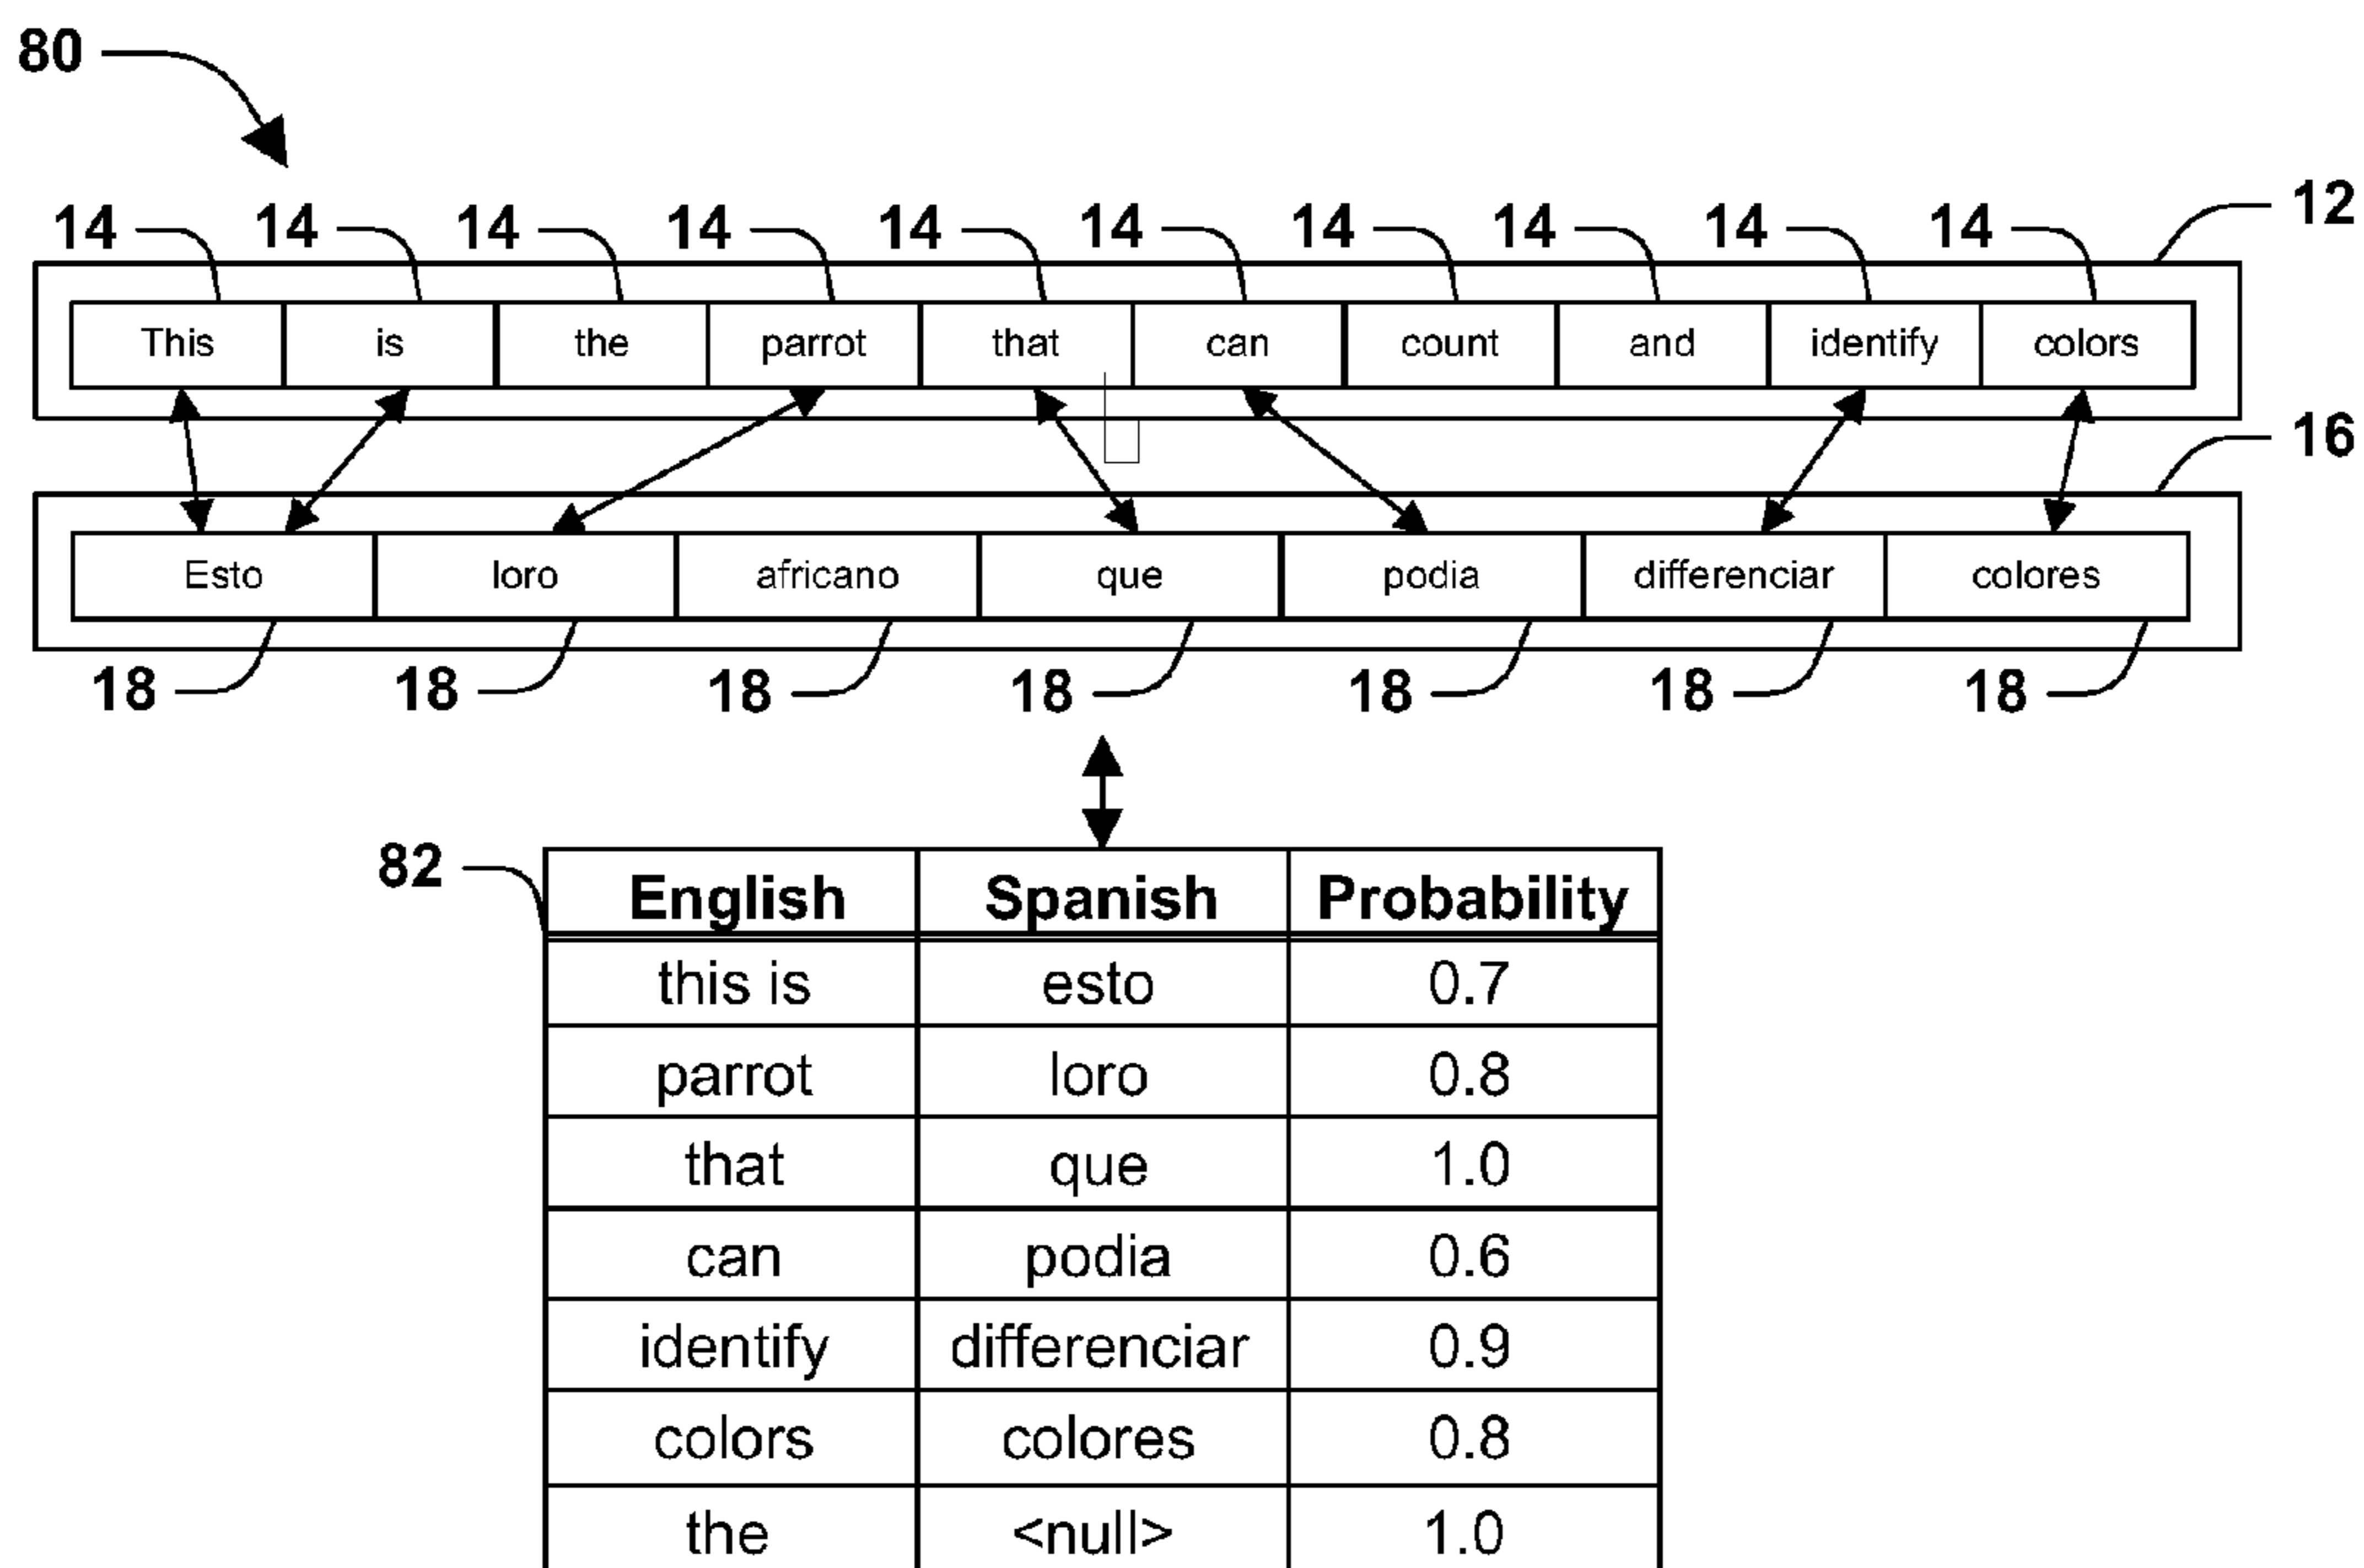 80
12
14 14 14 14 14 14 14 14 14 14
This is the parrot that can count and identify colors
16
Esto loro africano que podia differenciar colores
18 18 18 18 18 18 18
82
English Spanish Probability
this is esto 0.7
parrot loro 0.8
that que 1.0
can podia 0.6
identify differenciar 0.9
colors colores 0.8
the <null> 1.0